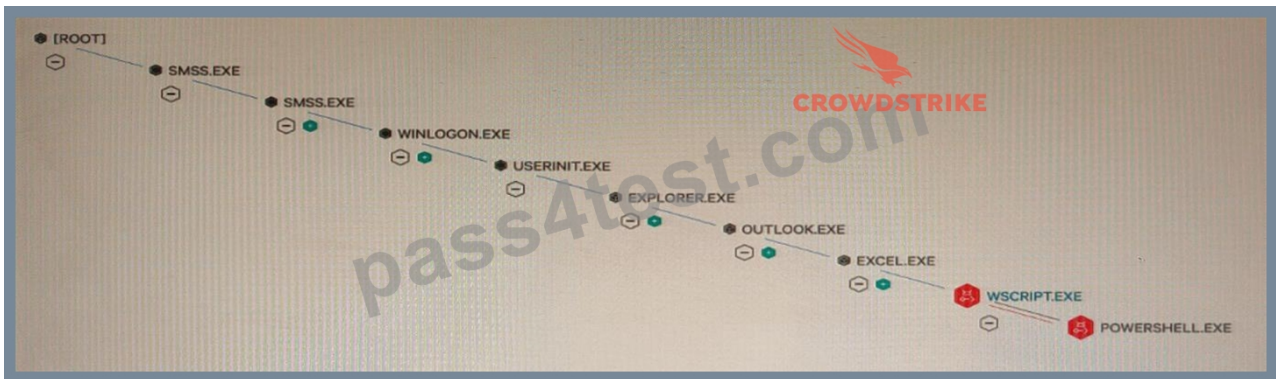 [ROOT]
SMSS.EXE
SMSS.EXE
WINLOGON.EXE
USERINIT.EXE
EXPLORER.EXE
OUTLOOK.EXE
EXCEL.EXE
WSCRIPT.EXE
POWERSHELL.EXE
CROWDSTRIKE
pass4test.com